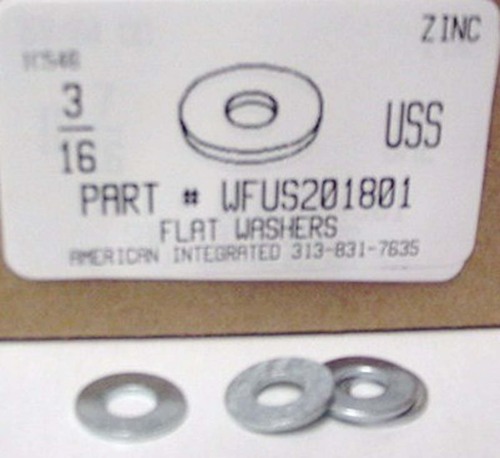 ZINC
3
16
USS
PART # WFUS201801
FLAT WASHERS
AMERICAN INTEGRATED 313-831-7635